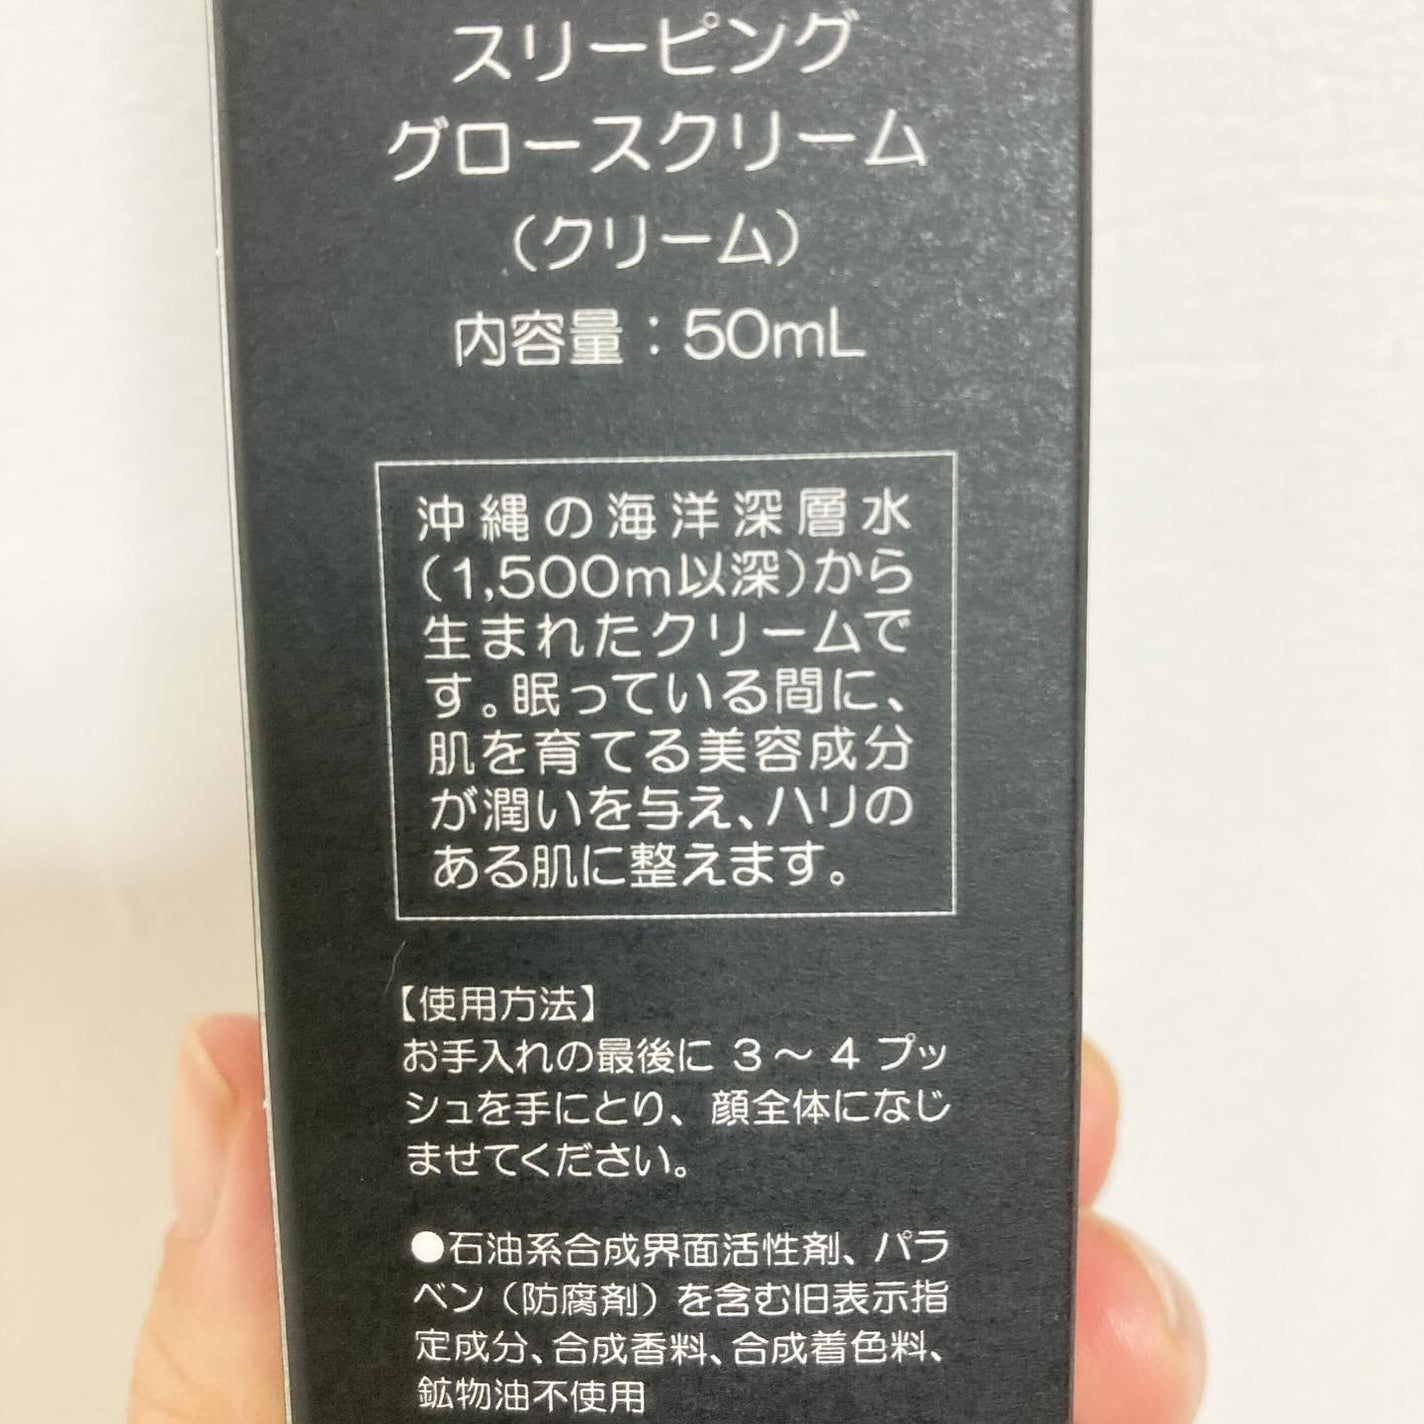 スリーピング
グロースクリーム
（クリーム）
内容量：50mL
沖縄の海洋深層水
（1,500m以深）から
生まれたクリームで
す。眠っている間に、
肌を育てる美容成分
が潤いを与え、ハリの
ある肌に整えます。
【使用方法】
お手入れの最後に 3～4 プッ
シュを手にとり、顔全体になじ
ませてください。
●石油系合成界面活性剤、パラ
ベン（防腐剤）を含む旧表示指
定成分、合成香料、合成着色料、
鉱物油不使用